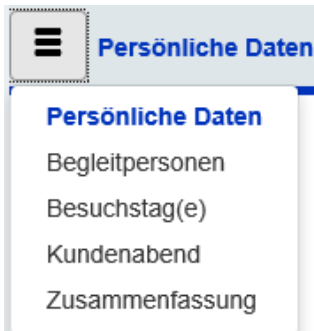 Persönliche Daten
Persönliche Daten
Begleitpersonen
Besuchstag(e)
Kundenabend
Zusammenfassung